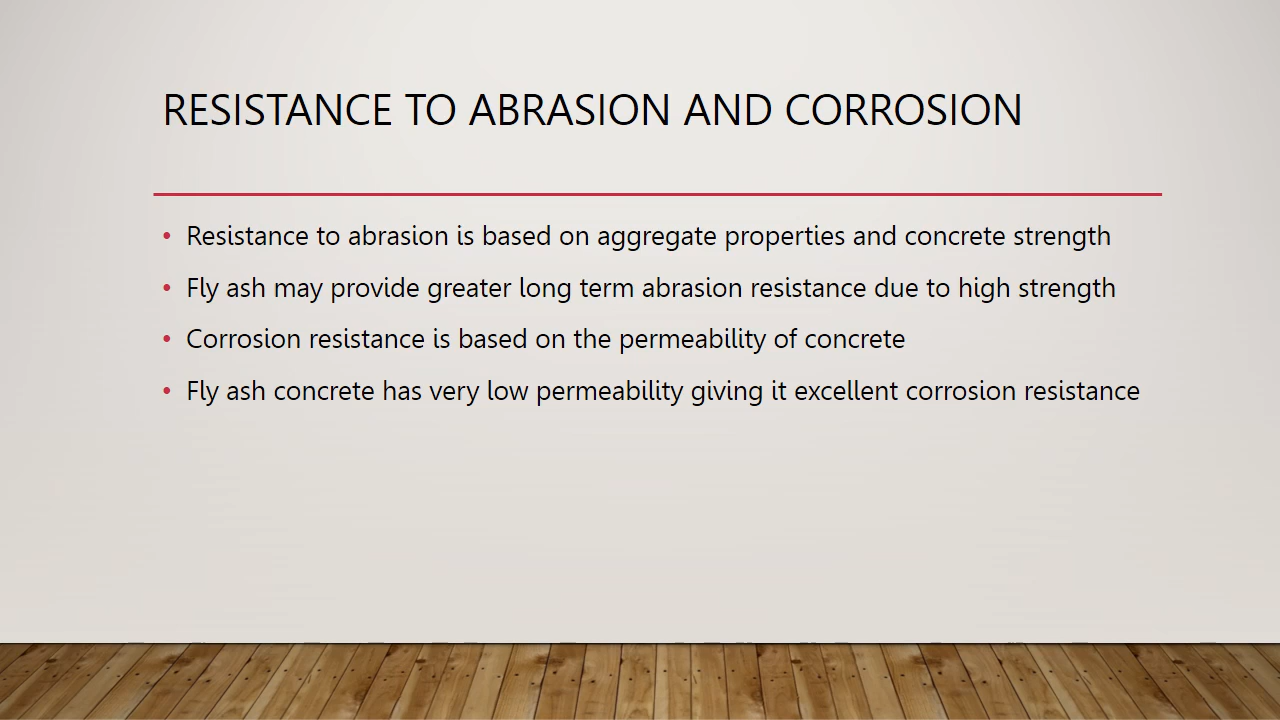 RESISTANCE TO ABRASION AND CORROSION
• Resistance to abrasion is based on aggregate properties and concrete strength
• Fly ash may provide greater long term abrasion resistance due to high strength
• Corrosion resistance is based on the permeability of concrete
• Fly ash concrete has very low permeability giving it excellent corrosion resistance